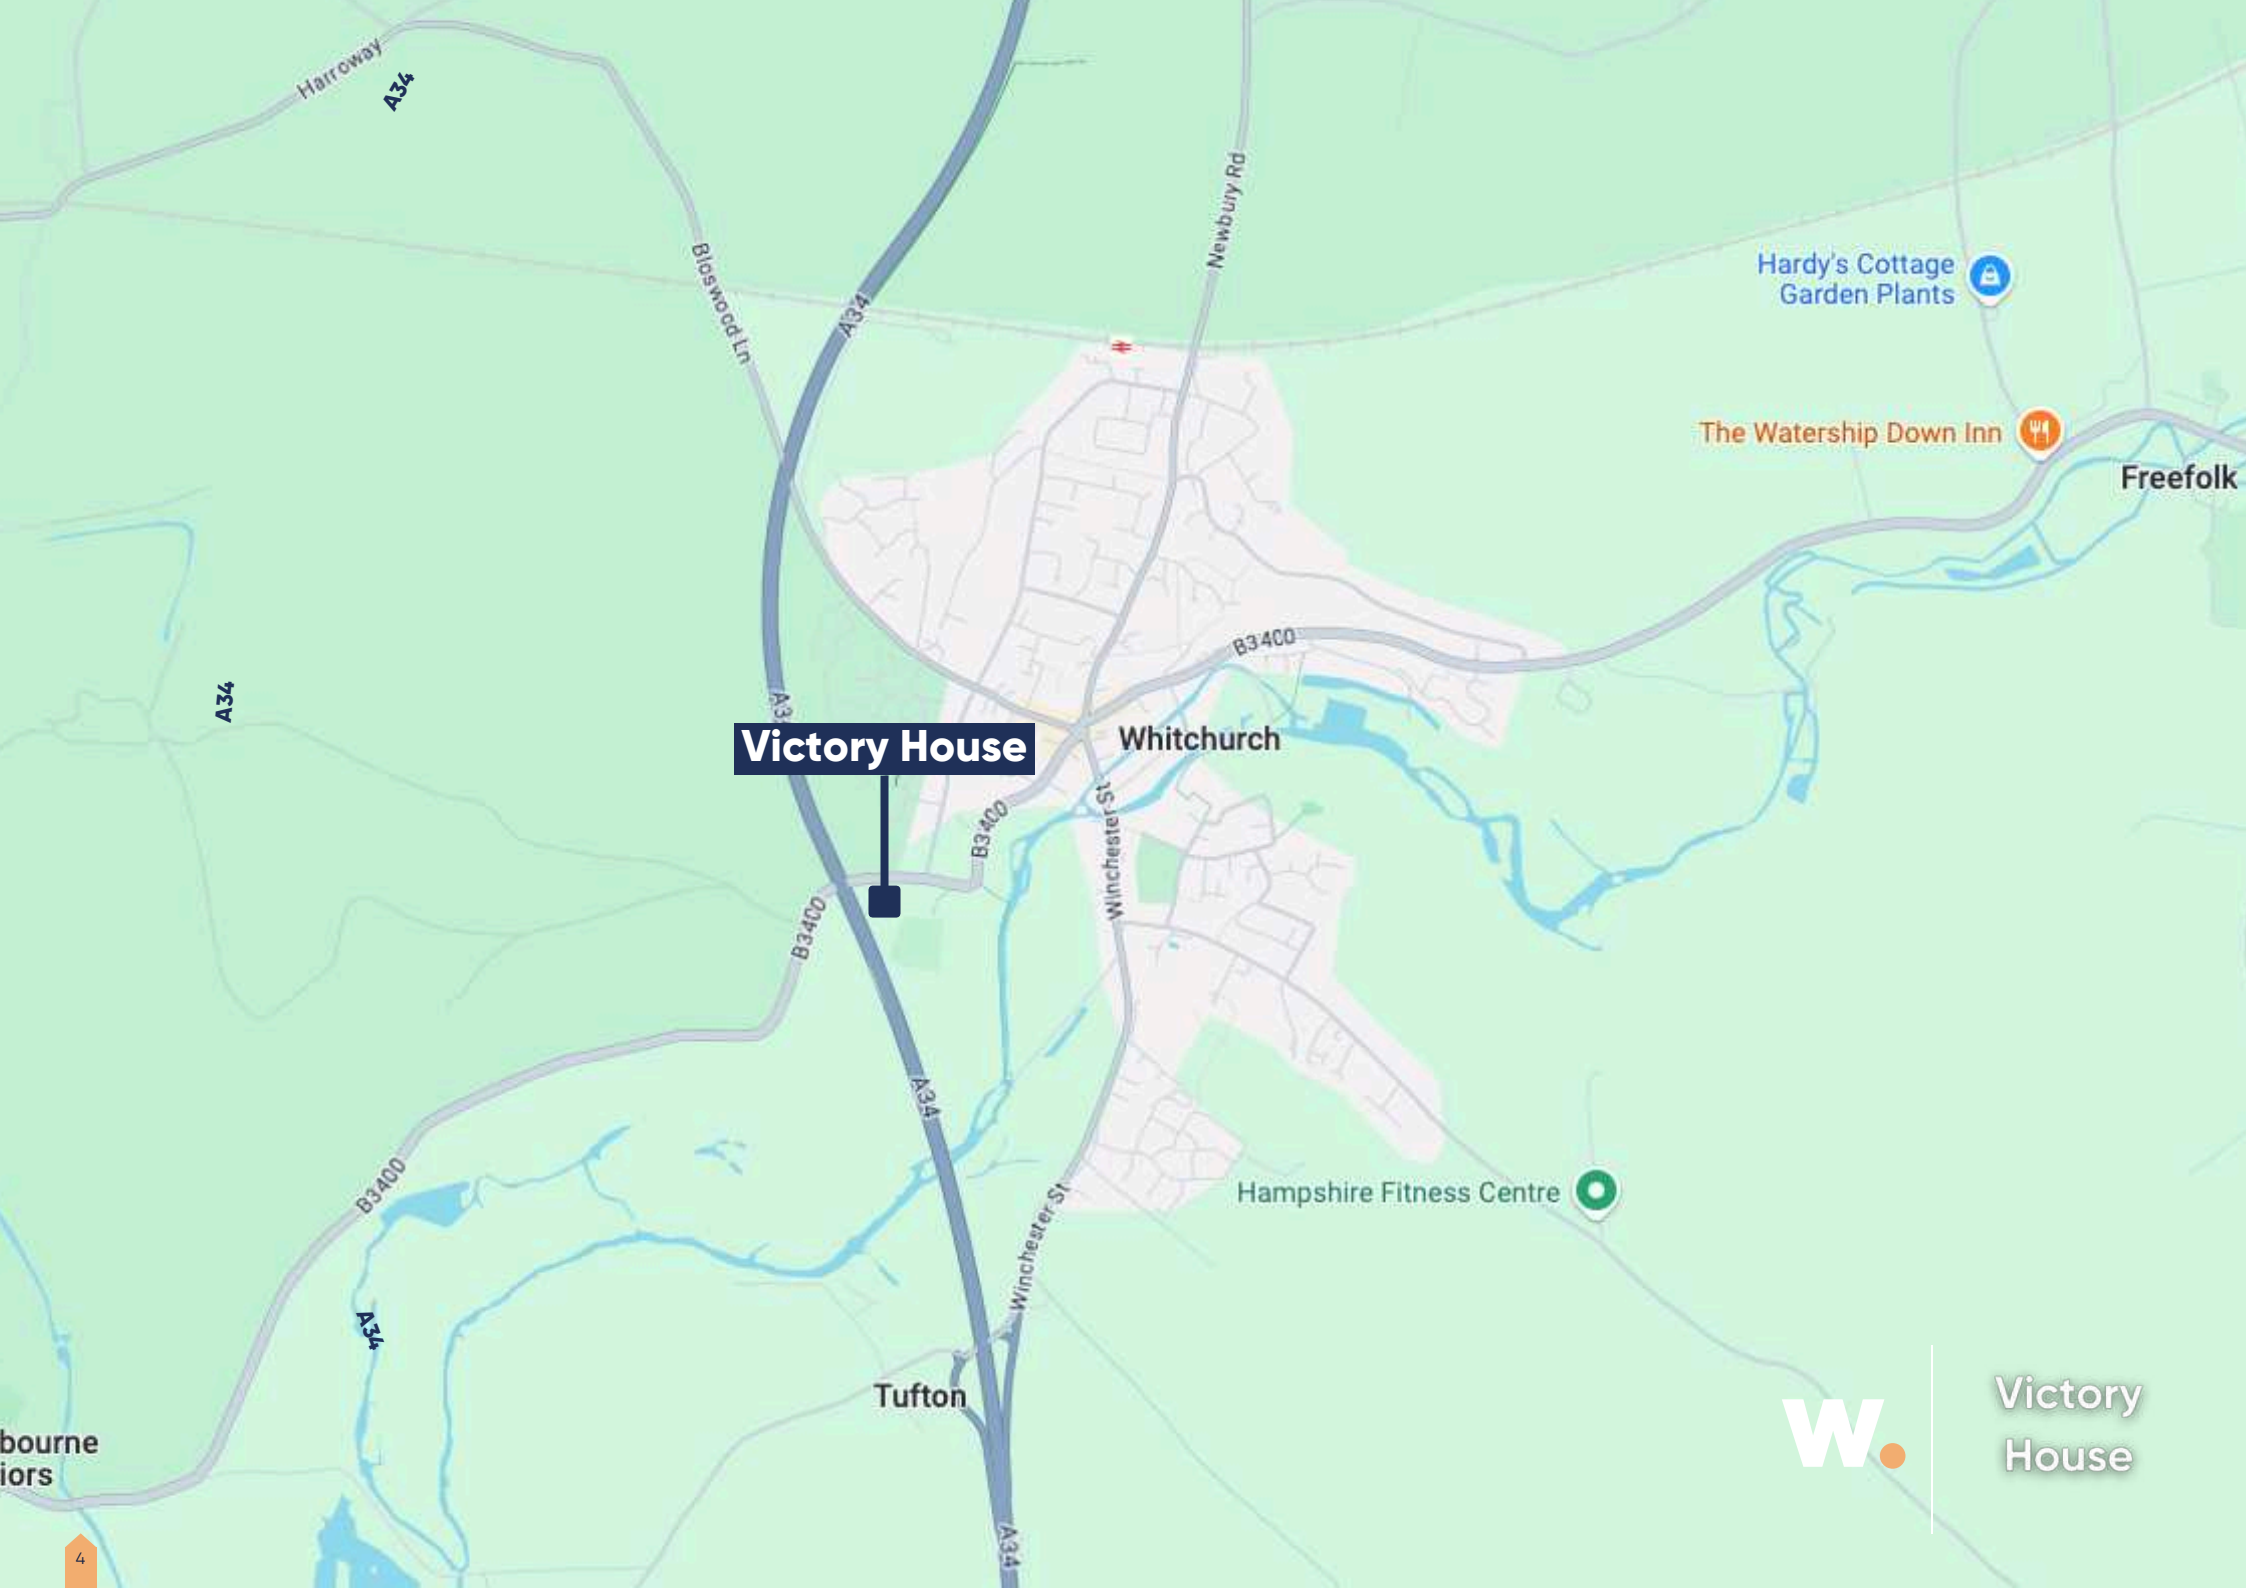 Harroway
A34
Bloswood Ln
A34
Newbury Rd
Hardy's Cottage
Garden Plants
The Watership Down Inn
Freefolk
B3400
A34
A34
Victory House
Whitchurch
B3400
Winchester St
B3400
A34
B3400
Hampshire Fitness Centre
Winchester St
A34
Tufton
bourne
iors
A34
W.
Victory
House
4